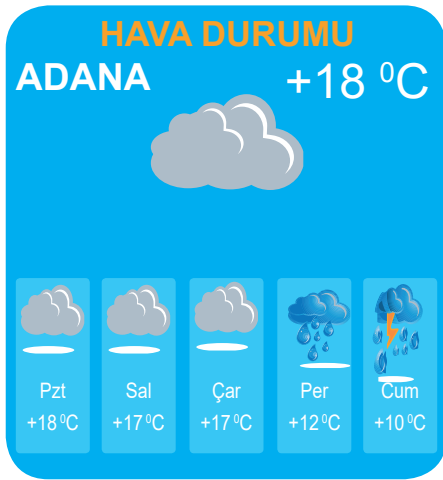 HAVA DURUMU
ADANA +18 ⁰C
Pzt Sal Çar Per Cum
+18 ⁰C +17 ⁰C +17 ⁰C +12 ⁰C +10 ⁰C